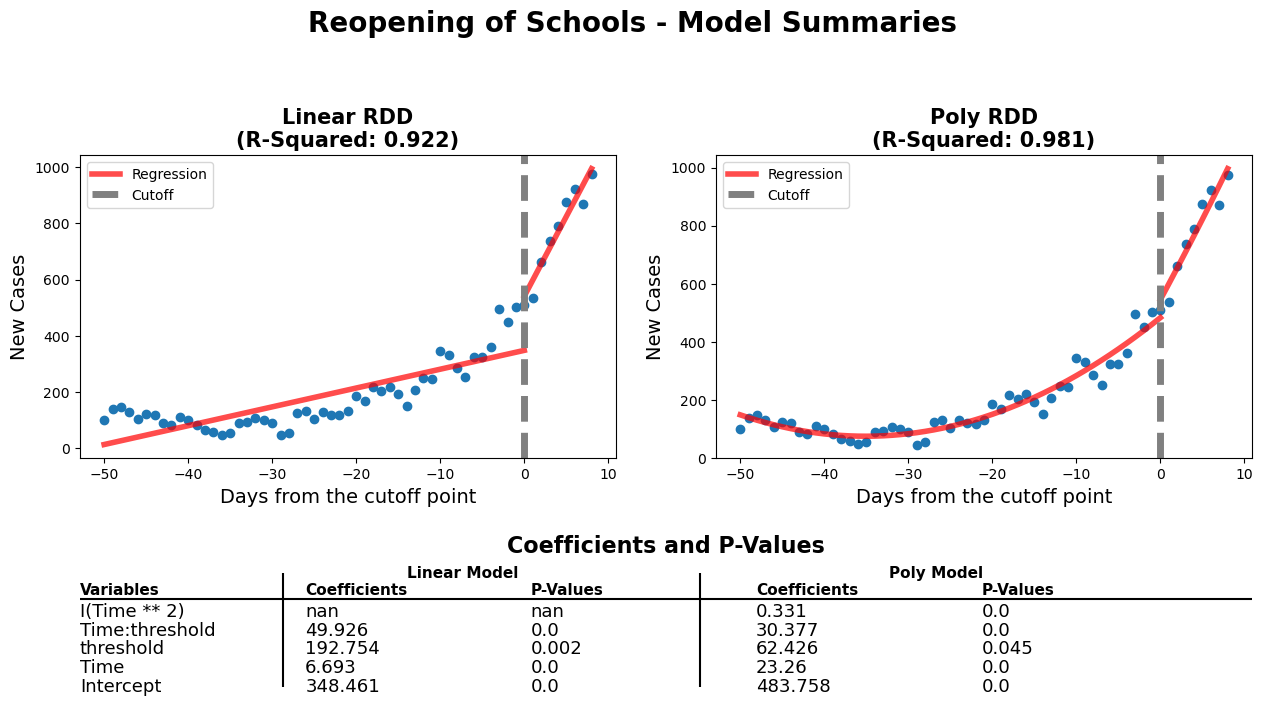 Reopening of Schools - Model Summaries
Linear RDD
(R-Squared: 0.922)
Regression
Cutoff
1000
800
600
400
200
0
New Cases
−50 −40 −30 −20 −10 0 10
Days from the cutoff point
Poly RDD
(R-Squared: 0.981)
Regression
Cutoff
1000
800
600
400
200
0
New Cases
−50 −40 −30 −20 −10 0 10
Days from the cutoff point
Coefficients and P-Values
Linear Model Poly Model
Variables Coefficients P-Values Coefficients P-Values
I(Time ** 2) nan nan 0.331 0.0
Time:threshold 49.926 0.0 30.377 0.0
threshold 192.754 0.002 62.426 0.045
Time 6.693 0.0 23.26 0.0
Intercept 348.461 0.0 483.758 0.0